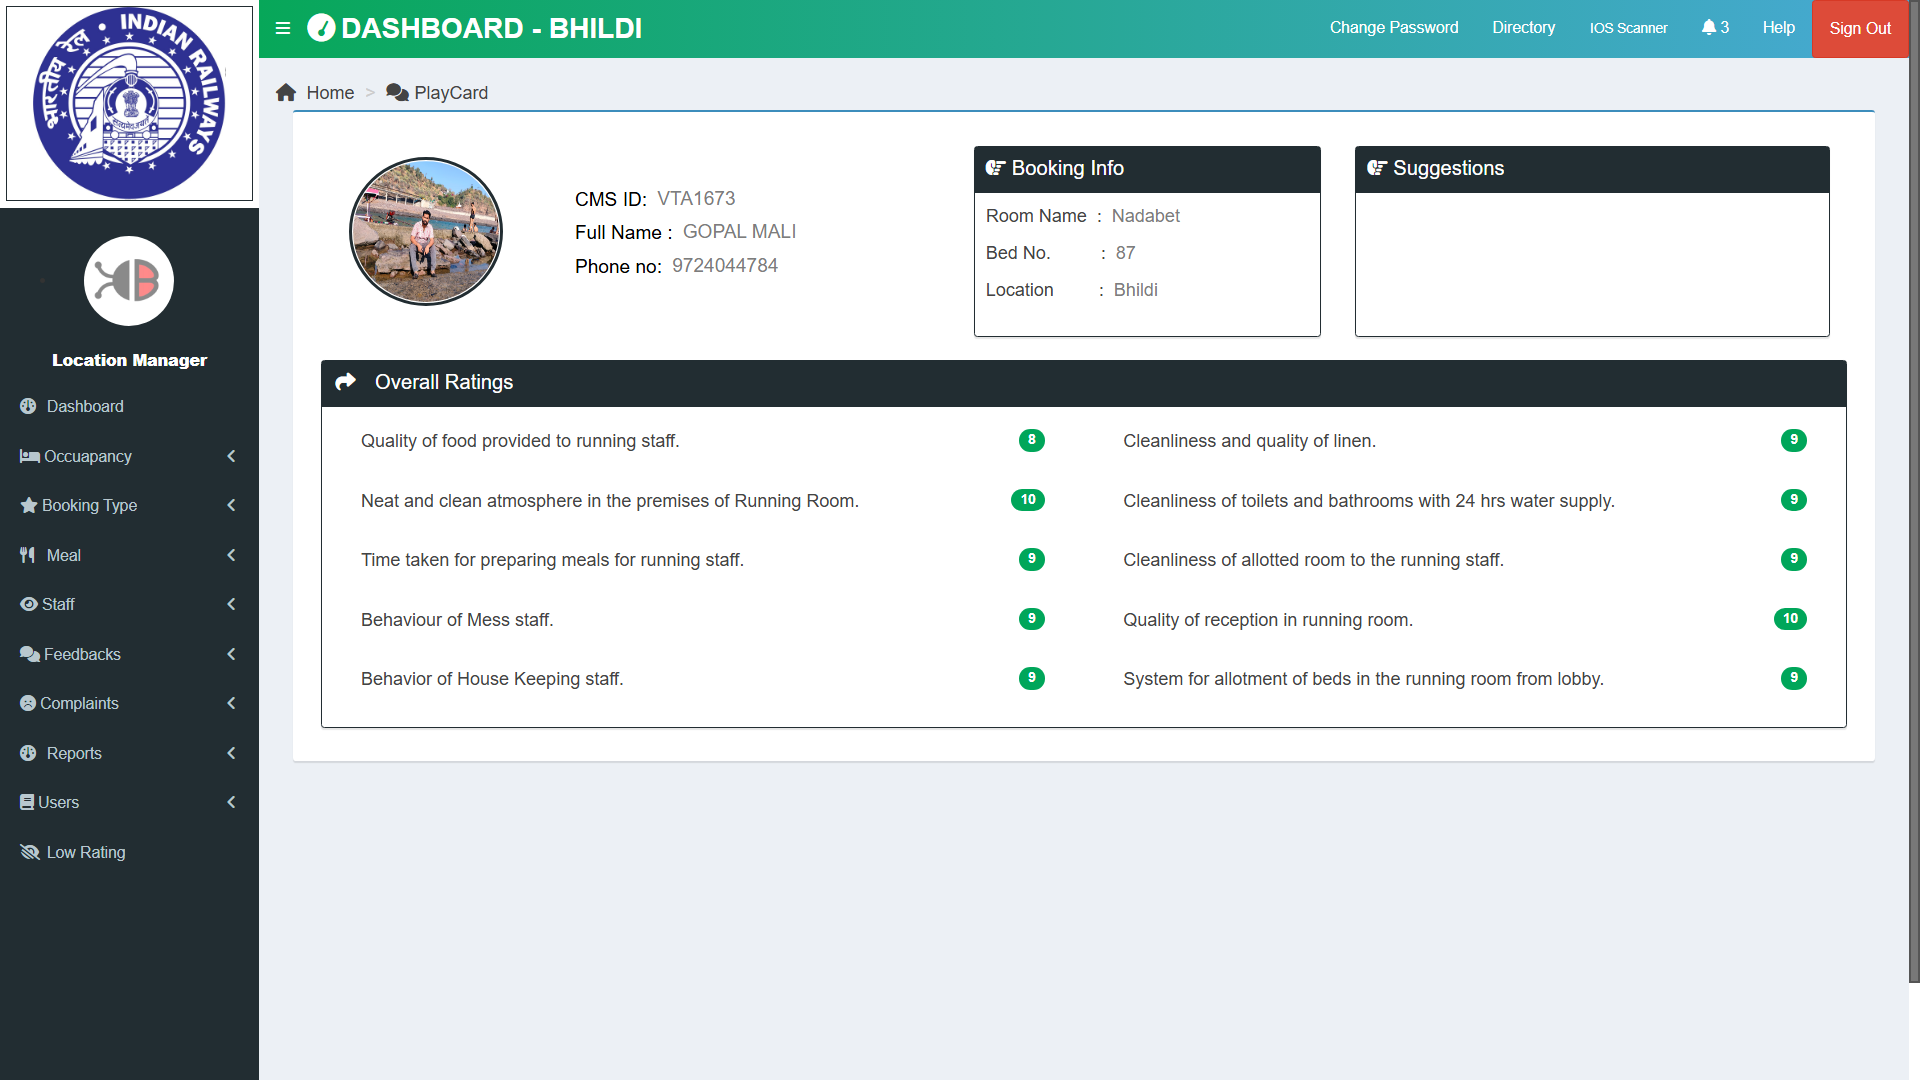 भारतीय रेल • INDIAN RAILWAYS
सत्यमेव जयते
DASHBOARD - BHILDI
Change Password
Directory
IOS Scanner
3
Help
Sign Out
Home > PlayCard
B
Location Manager
Dashboard
Occuapancy
Booking Type
Meal
Staff
Feedbacks
Complaints
Reports
Users
Low Rating
CMS ID: VTA1673
Full Name : GOPAL MALI
Phone no: 9724044784
Booking Info
Room Name : Nadabet
Bed No. : 87
Location : Bhildi
Suggestions
Overall Ratings
Quality of food provided to running staff. 8
Cleanliness and quality of linen. 9
Neat and clean atmosphere in the premises of Running Room. 10
Cleanliness of toilets and bathrooms with 24 hrs water supply. 9
Time taken for preparing meals for running staff. 9
Cleanliness of allotted room to the running staff. 9
Behaviour of Mess staff. 9
Quality of reception in running room. 10
Behavior of House Keeping staff. 9
System for allotment of beds in the running room from lobby. 9